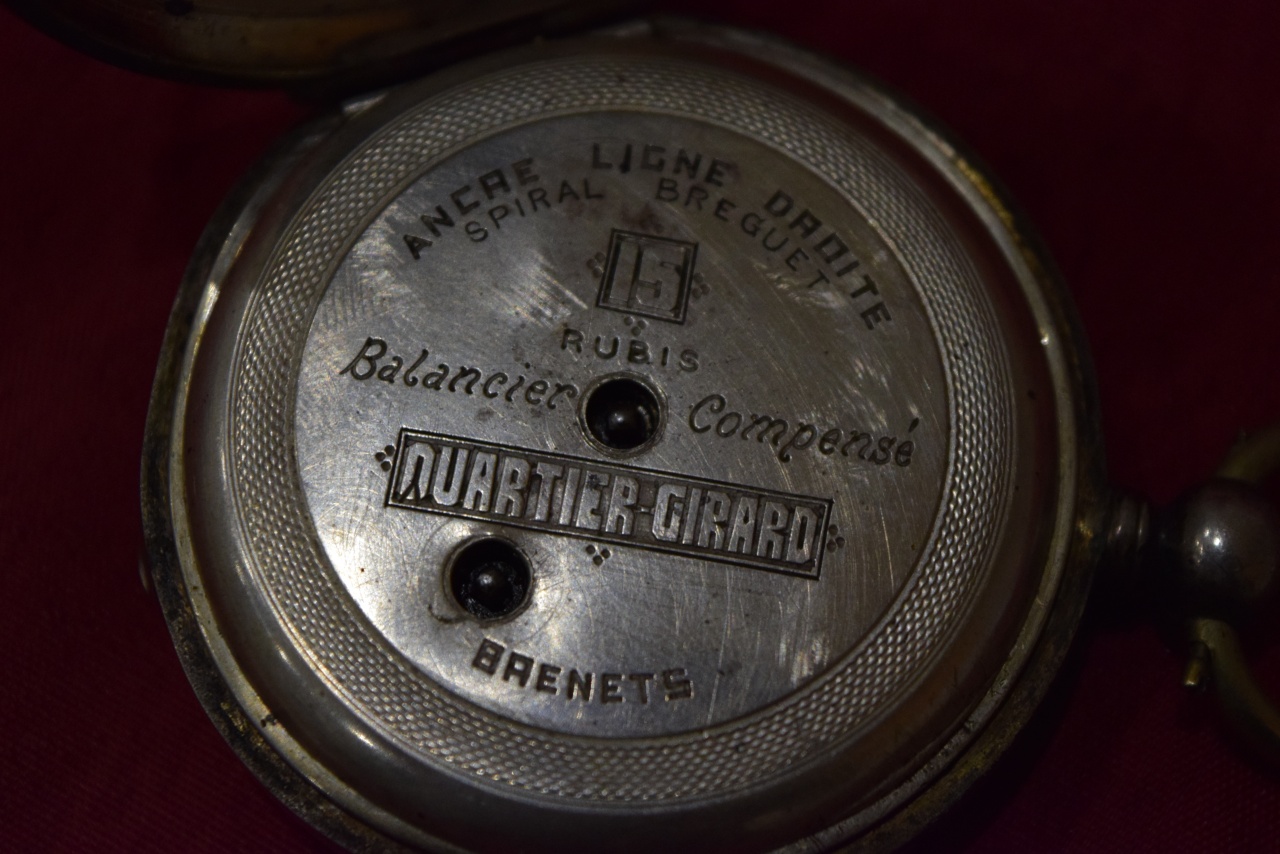 ANCRE LIGNE DROITE
SPIRAL BREGUET
15
RUBIS
Balancier Compensé
QUARTIER-GIRARD
BRENETS